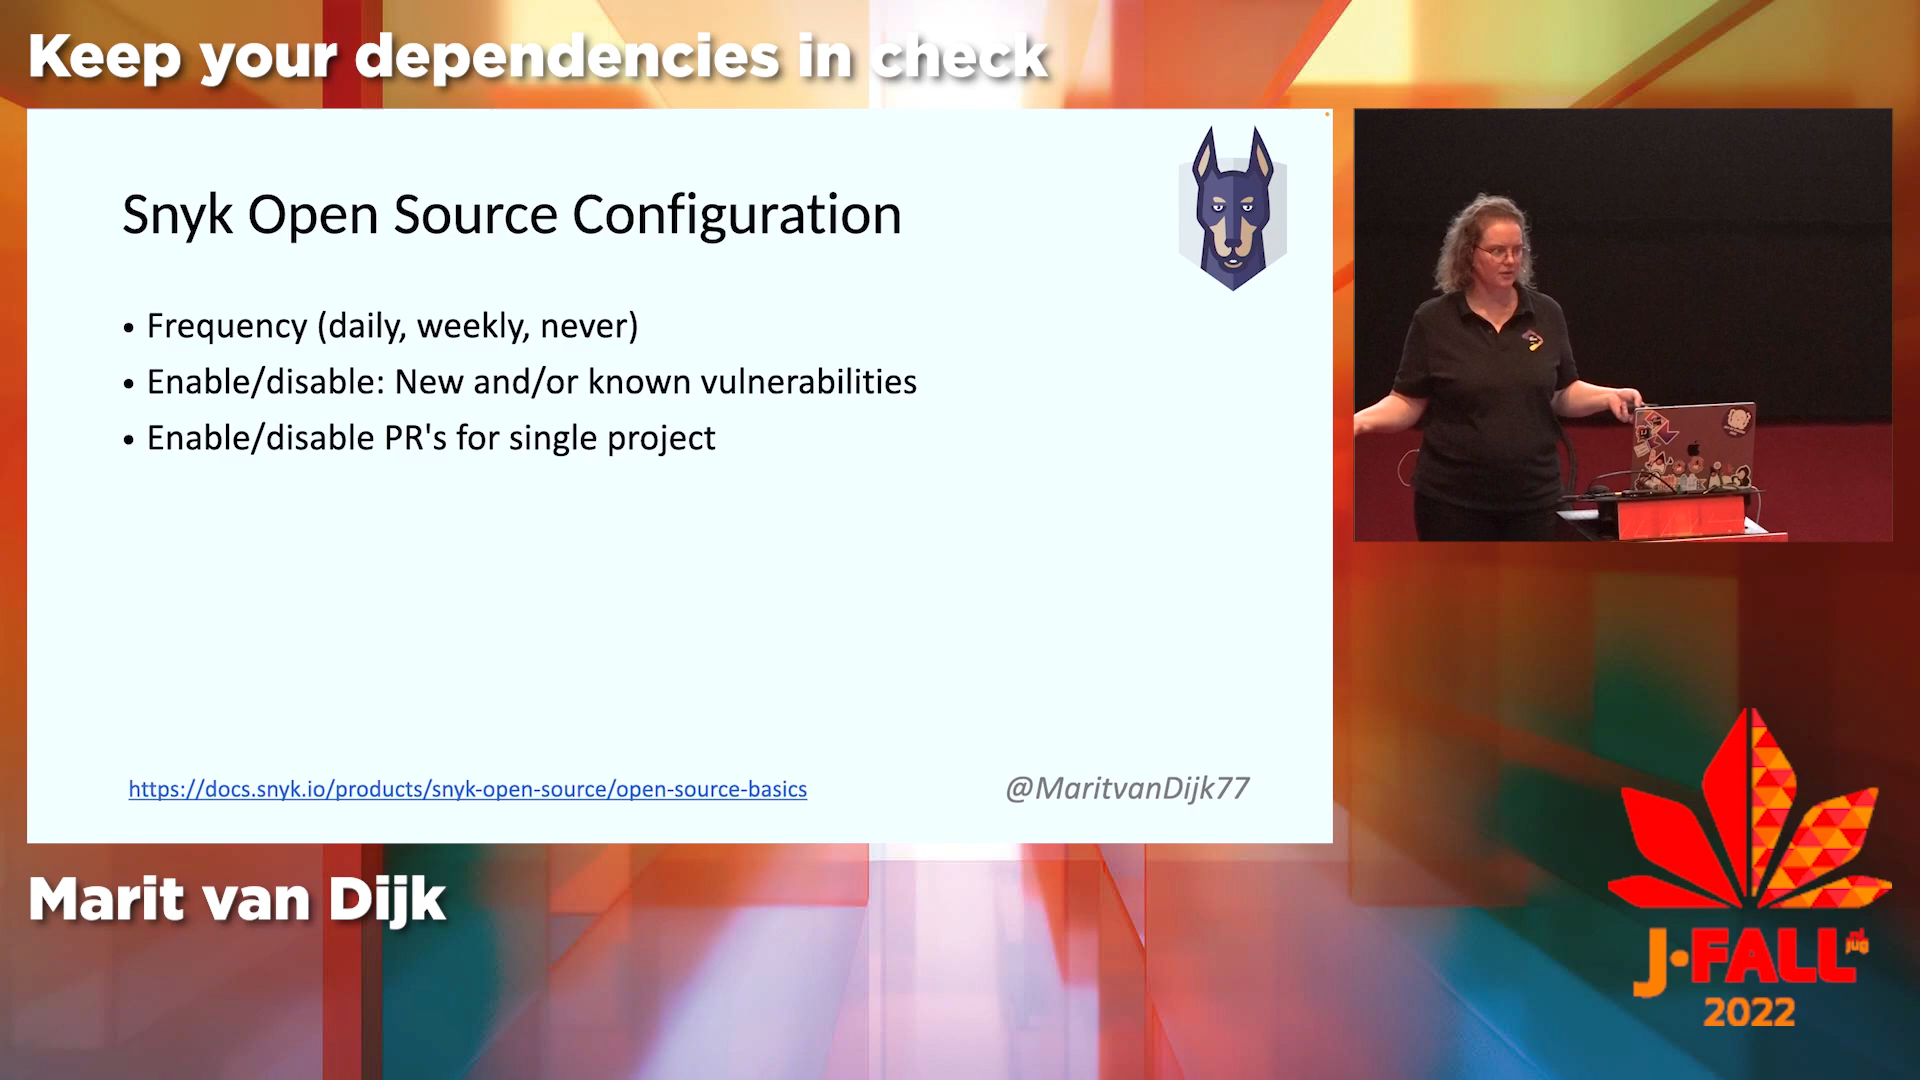 Keep your dependencies in check
Snyk Open Source Configuration
• Frequency (daily, weekly, never)
• Enable/disable: New and/or known vulnerabilities
• Enable/disable PR's for single project
https://docs.snyk.io/products/snyk-open-source/open-source-basics
@MaritvanDijk77
Marit van Dijk
J•FALL
nljug
2022